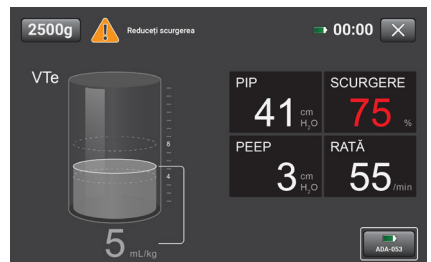 2500g
Reduceți scurgerea
00:00
VTe
8
4
5 mL/kg
PIP
41 cm H₂O
SCURGERE
75 %
PEEP
3 cm H₂O
RATĂ
55 /min
ADA-053